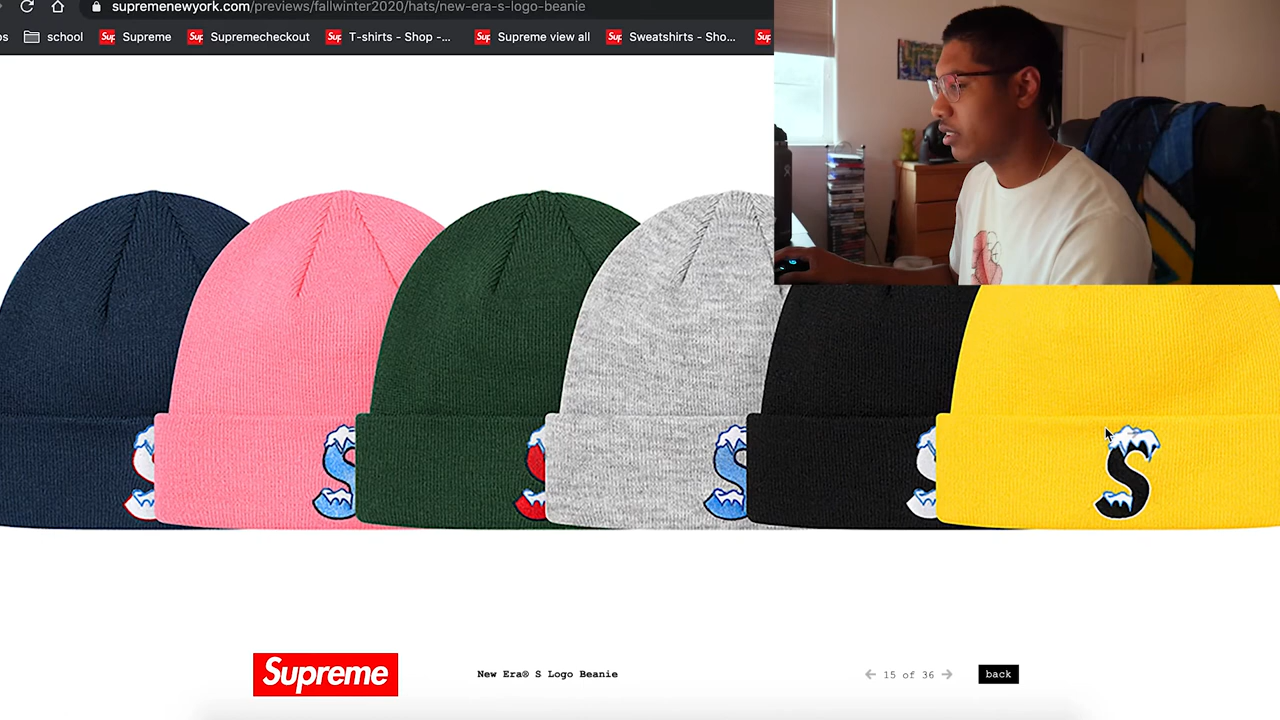 supremenewyork.com/previews/fallwinter2020/hats/new-era-s-logo-beanie
os school Supreme Supremecheckout T-shirts - Shop -... Supreme view all Sweatshirts - Sho...
S S S S S S
Supreme New Era® S Logo Beanie ← 15 of 36 → back